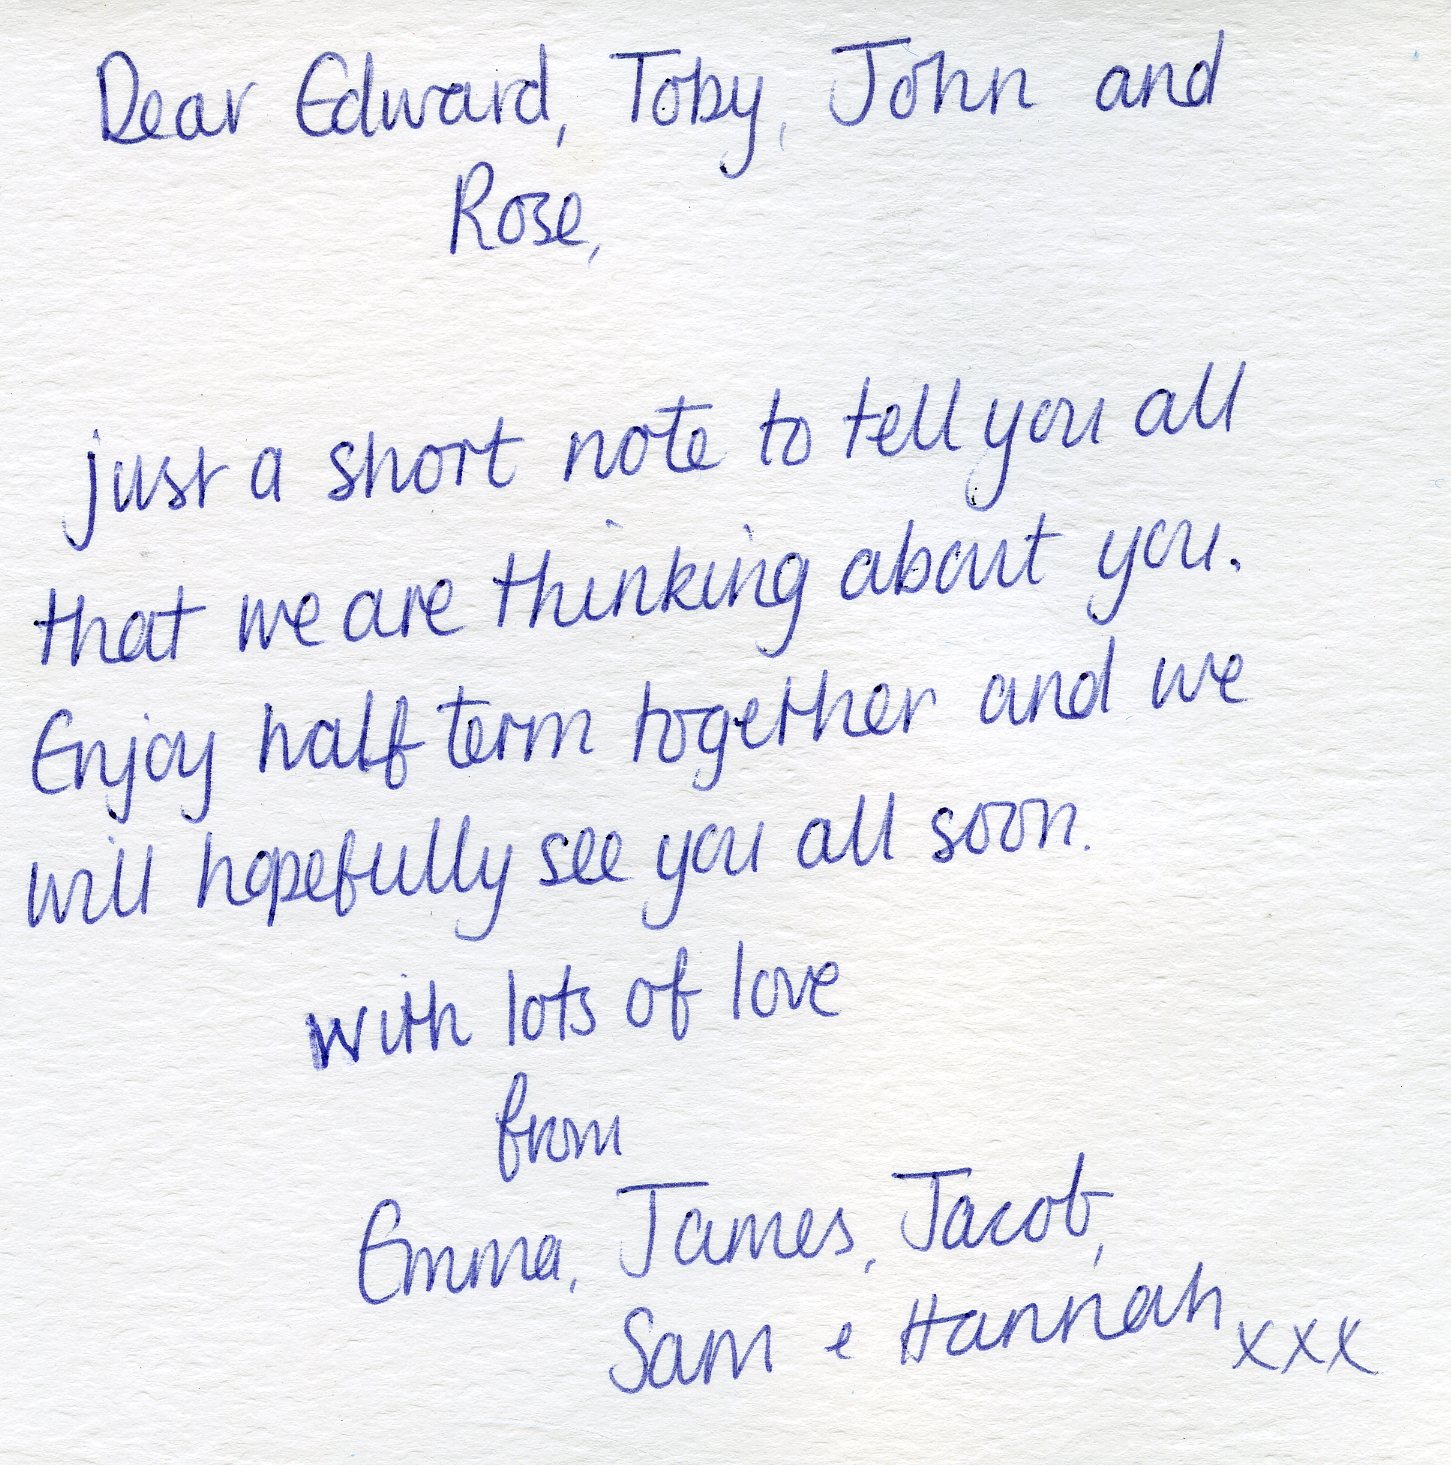 Dear Edward, Toby, John and
Rose,
just a short note to tell you all
that we are thinking about you.
Enjoy half term together and we
will hopefully see you all soon.
with lots of love
from
Emma, James, Jacob,
Sam e Hannah xxx